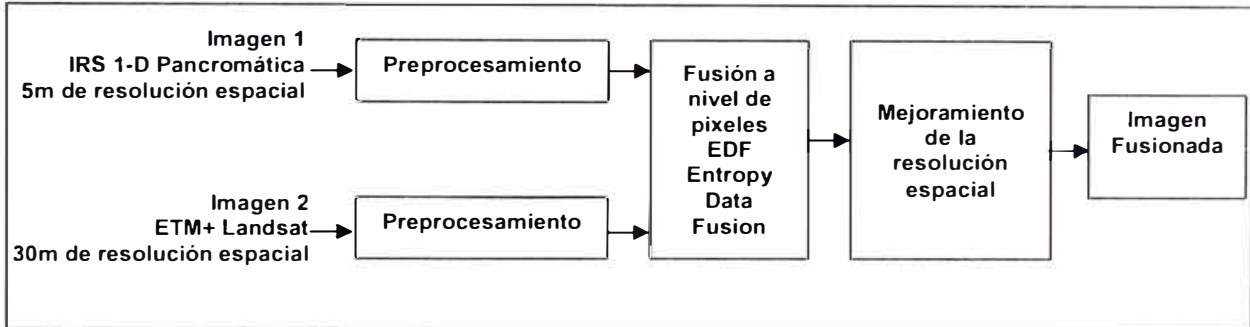 Imagen 1
IRS 1-D Pancromática
5m de resolución espacial
Preprocesamiento
Imagen 2
ETM+ Landsat
30m de resolución espacial
Preprocesamiento
Fusión a
nivel de
pixeles
EDF
Entropy
Data
Fusion
Mejoramiento
de la
resolución
espacial
Imagen
Fusionada